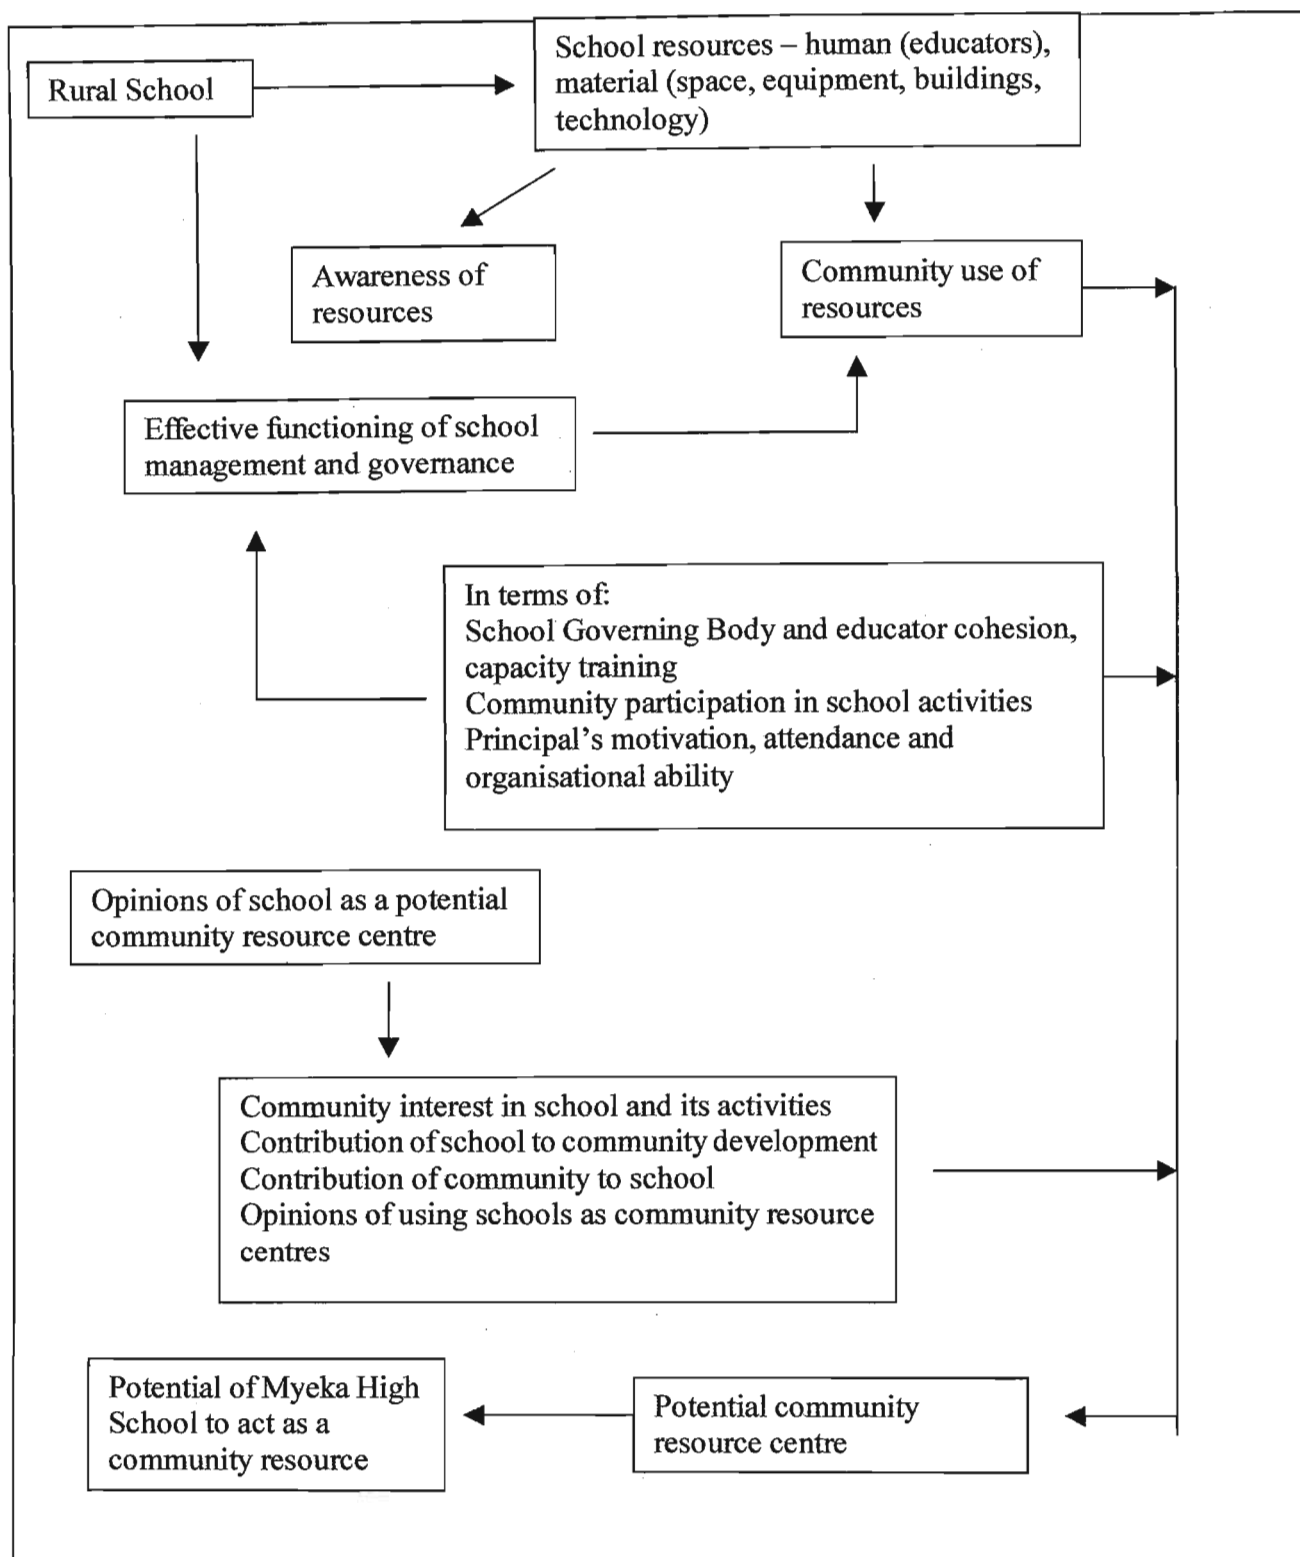 Rural School
School resources – human (educators),
material (space, equipment, buildings,
technology)
Awareness of
resources
Community use of
resources
Effective functioning of school
management and governance
In terms of:
School Governing Body and educator cohesion,
capacity training
Community participation in school activities
Principal's motivation, attendance and
organisational ability
Opinions of school as a potential
community resource centre
Community interest in school and its activities
Contribution of school to community development
Contribution of community to school
Opinions of using schools as community resource
centres
Potential of Myeka High
School to act as a
community resource
Potential community
resource centre